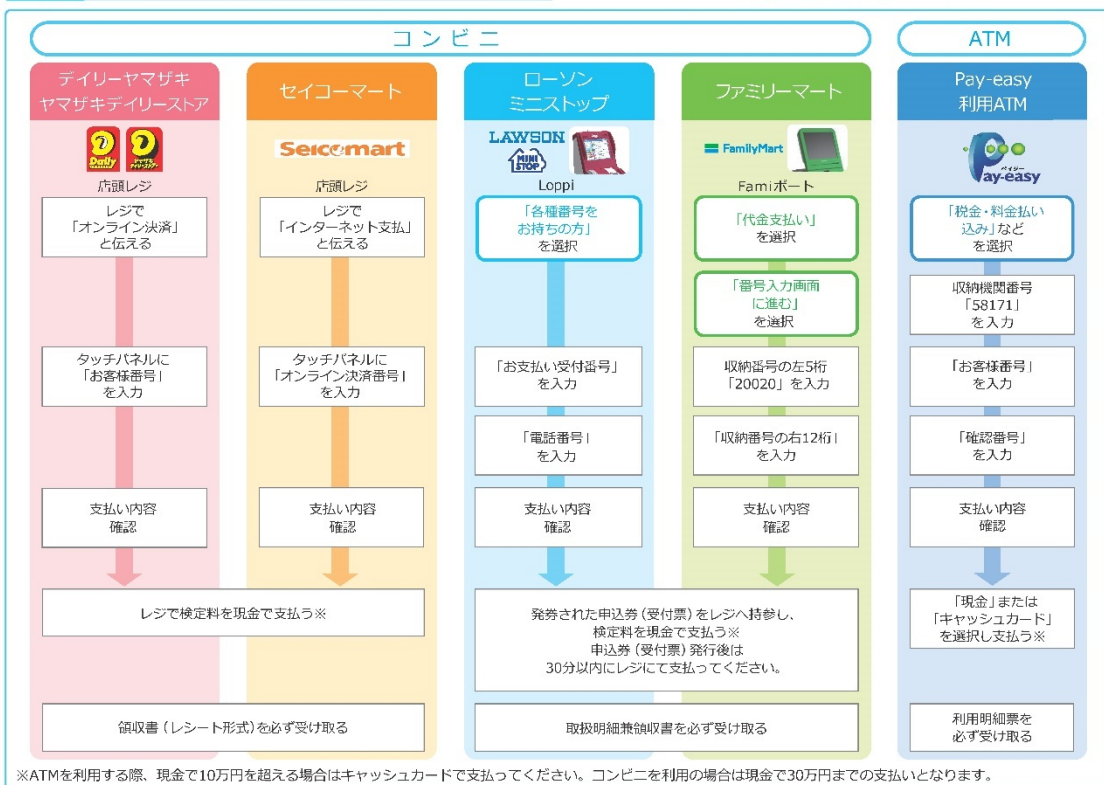 コンビニ
ATM
デイリーヤマザキ
ヤマザキデイリーストア
Daily
ヤマザキ
デイリーストアー
店頭レジ
レジで
「オンライン決済」
と伝える
タッチパネルに
「お客様番号」
を入力
支払い内容
確認
セイコーマート
Seicomart
店頭レジ
レジで
「インターネット支払」
と伝える
タッチパネルに
「オンライン決済番号」
を入力
支払い内容
確認
レジで検定料を現金で支払う※
領収書（レシート形式）を必ず受け取る
ローソン
ミニストップ
LAWSON
MINI
STOP
Loppi
「各種番号を
お持ちの方」
を選択
「お支払い受付番号」
を入力
「電話番号」
を入力
支払い内容
確認
ファミリーマート
FamilyMart
Famiポート
「代金支払い」
を選択
「番号入力画面
に進む」
を選択
収納番号の左5桁
「20020」を入力
「収納番号の右12桁」
を入力
支払い内容
確認
発券された申込券（受付票）をレジへ持参し、
検定料を現金で支払う※
申込券（受付票）発行後は
30分以内にレジにて支払ってください。
取扱明細兼領収書を必ず受け取る
Pay-easy
利用ATM
ペイジー
Pay-easy
「税金・料金払い
込み」など
を選択
収納機関番号
「58171」
を入力
「お客様番号」
を入力
「確認番号」
を入力
支払い内容
確認
「現金」または
「キャッシュカード」
を選択し支払う※
利用明細票を
必ず受け取る
※ATMを利用する際、現金で10万円を超える場合はキャッシュカードで支払ってください。コンビニを利用の場合は現金で30万円までの支払いとなります。